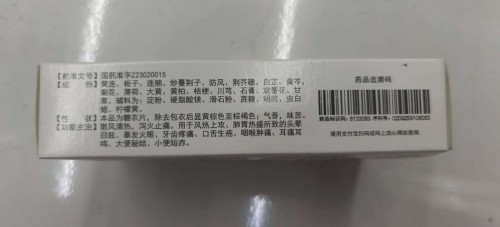 【批准文号】国药准字Z23020015
【成　　份】黄连、栀子、连翘、炒蔓荆子、防风、荆芥穗、白芷、黄芩、
菊花、薄荷、大黄、黄柏、桔梗、川芎、石膏、旋覆花、甘
草，辅料为：淀粉、硬脂酸镁、滑石粉、蔗糖、明胶、虫白
蜡、柠檬黄。
【性　　状】本品为糖衣片，除去包衣后显黄棕色至棕褐色；气香，味苦。
【功能主治】散风清热，泻火止痛。用于风热上攻、肺胃热盛所致的头晕
目眩、暴发火眼、牙齿疼痛、口舌生疮、咽喉肿痛、耳痛耳
鸣、大便秘结、小便短赤。
药品追溯码
请用支付宝扫码或码上放心网站查询